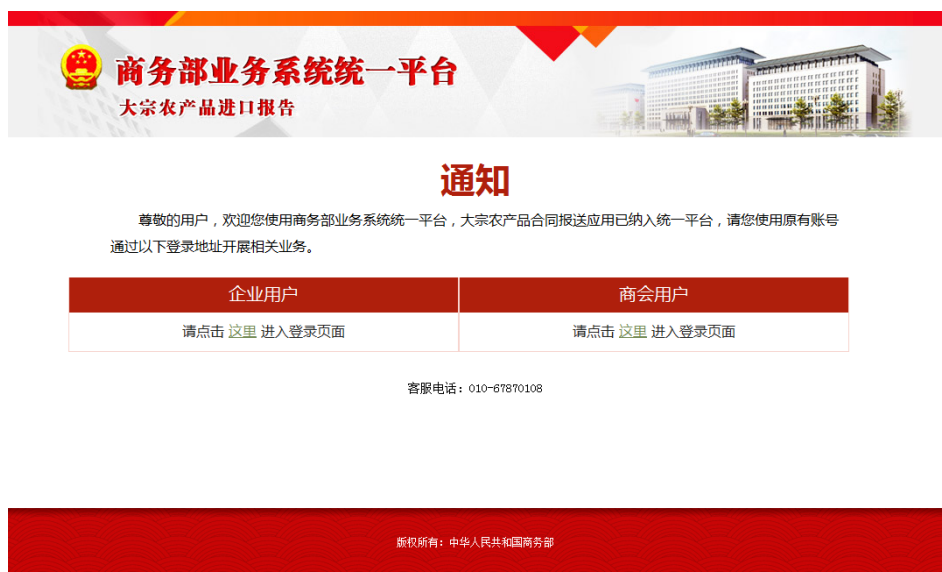 商务部业务系统统一平台
大宗农产品进口报告
通知
尊敬的用户，欢迎您使用商务部业务系统统一平台，大宗农产品合同报送应用已纳入统一平台，请您使用原有账号
通过以下登录地址开展相关业务。
企业用户
商会用户
请点击 这里 进入登录页面
请点击 这里 进入登录页面
客服电话：010-67870108
版权所有：中华人民共和国商务部